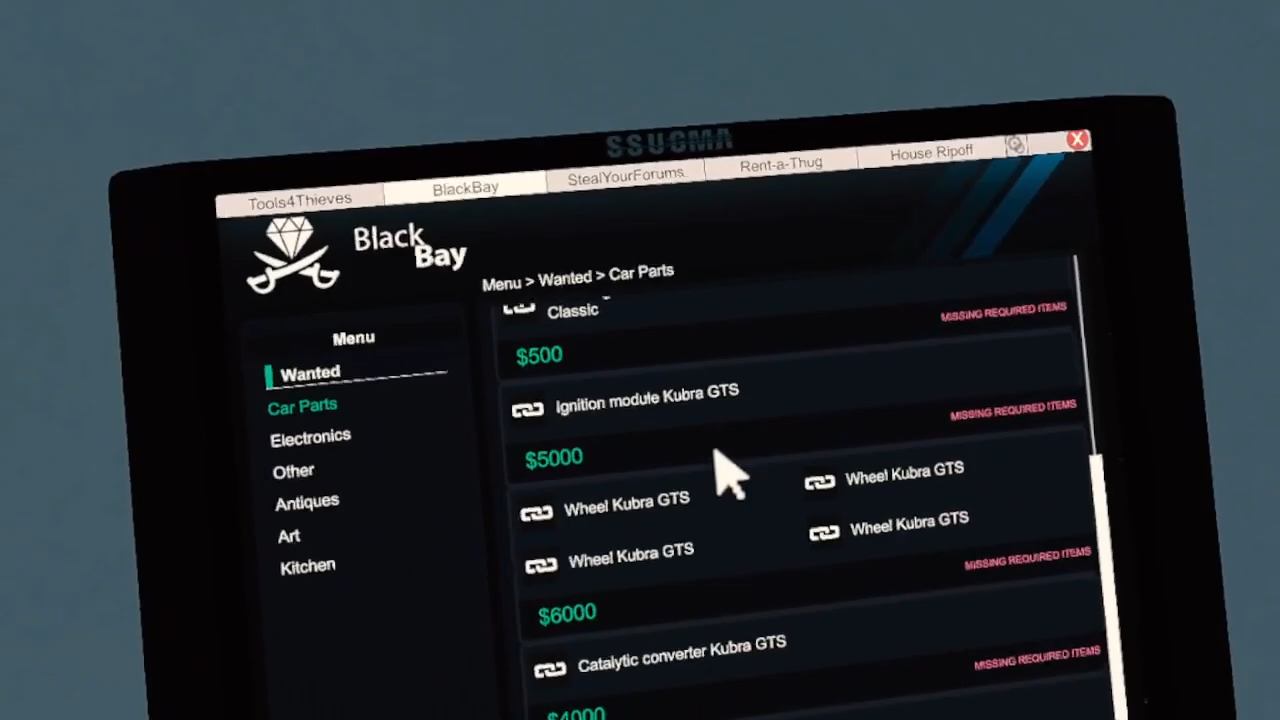 SSUGMA
Tools4Thieves
BlackBay
StealYourForums
Rent-a-Thug
House Ripoff
X
Black
Bay
Menu > Wanted > Car Parts
Menu
Wanted
Car Parts
Electronics
Other
Antiques
Art
Kitchen
Classic
MISSING REQUIRED ITEMS
$500
Ignition module Kubra GTS
MISSING REQUIRED ITEMS
$5000
Wheel Kubra GTS
Wheel Kubra GTS
Wheel Kubra GTS
Wheel Kubra GTS
MISSING REQUIRED ITEMS
$6000
Catalytic converter Kubra GTS
MISSING REQUIRED ITEMS
$4000